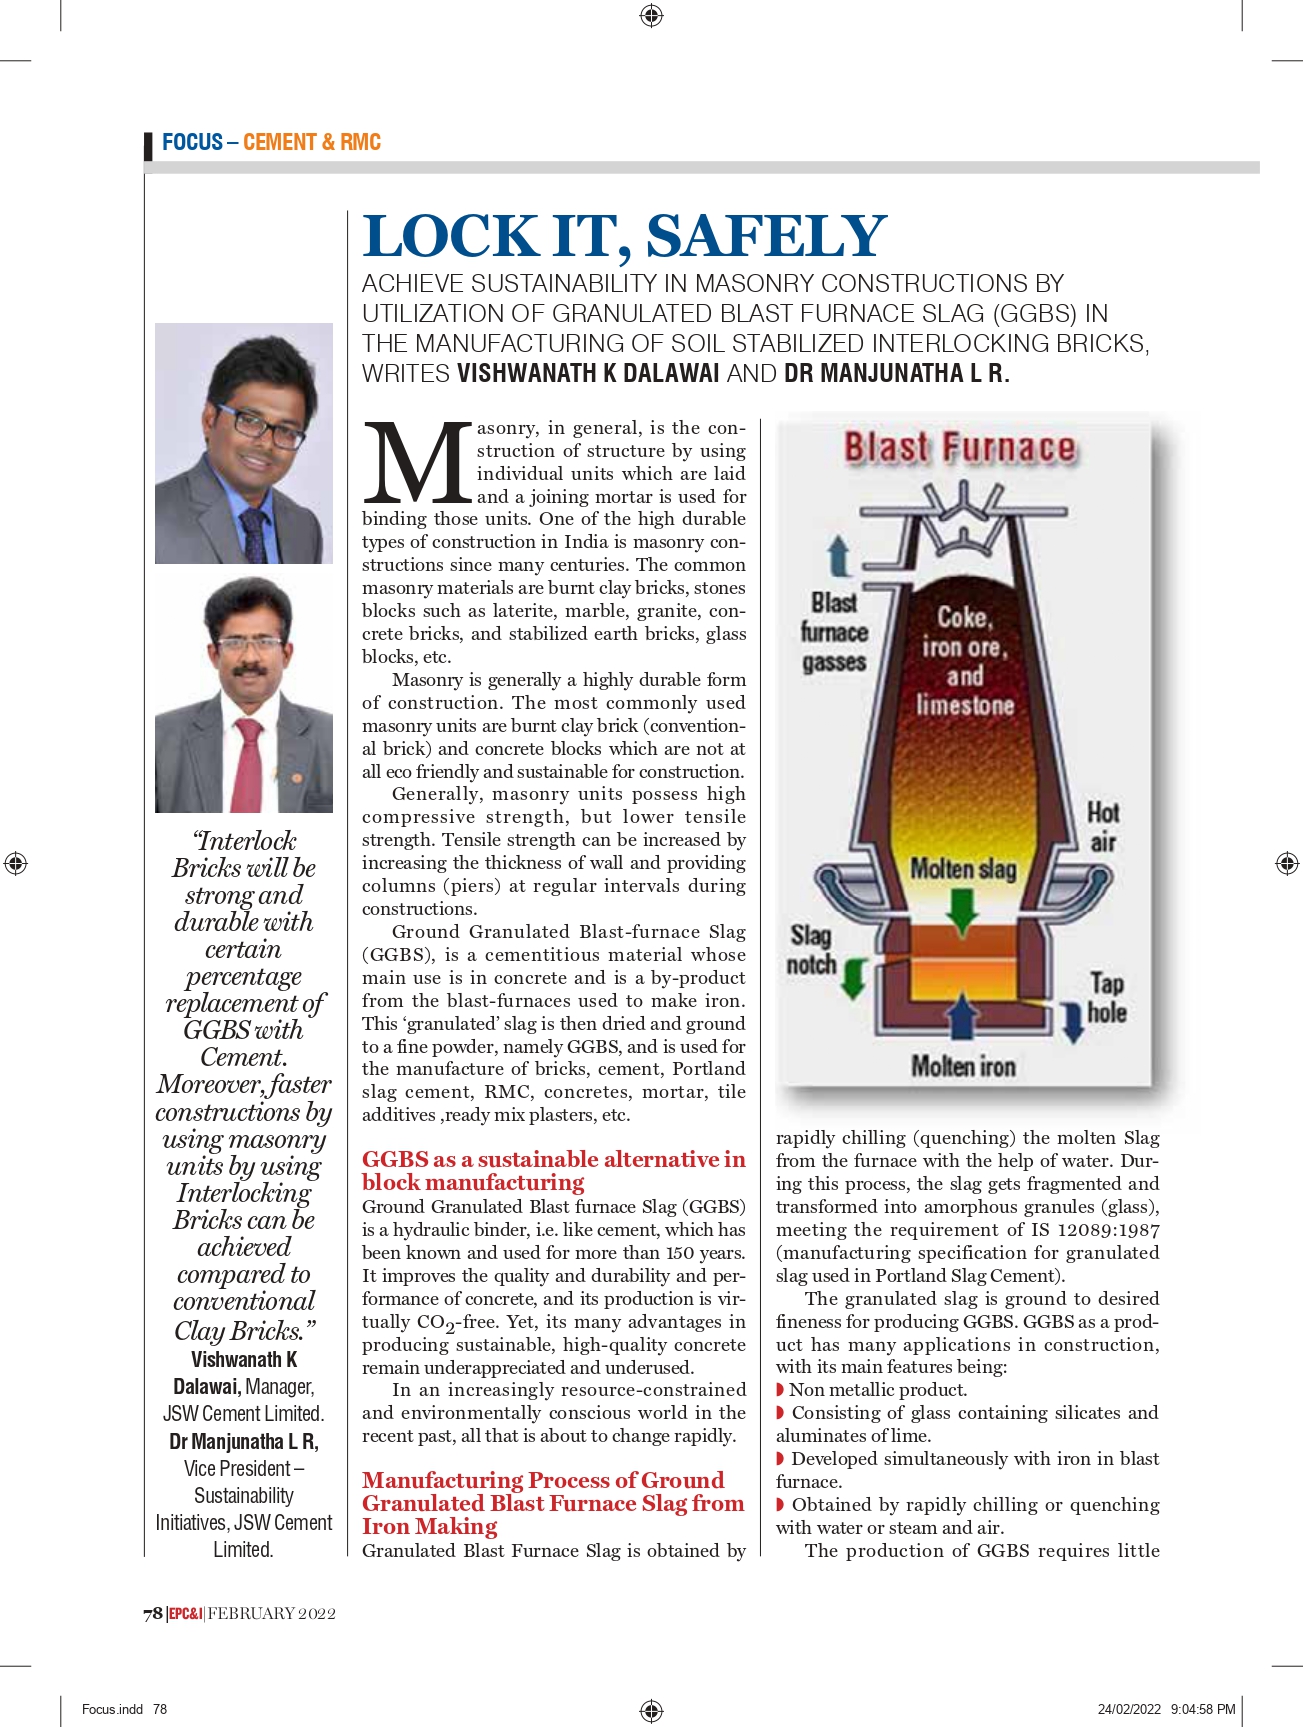 FOCUS – CEMENT & RMC
LOCK IT, SAFELY
ACHIEVE SUSTAINABILITY IN MASONRY CONSTRUCTIONS BY
UTILIZATION OF GRANULATED BLAST FURNACE SLAG (GGBS) IN
THE MANUFACTURING OF SOIL STABILIZED INTERLOCKING BRICKS,
WRITES VISHWANATH K DALAWAI AND DR MANJUNATHA L R.
“Interlock
Bricks will be
strong and
durable with
certain
percentage
replacement of
GGBS with
Cement.
Moreover, faster
constructions by
using masonry
units by using
Interlocking
Bricks can be
achieved
compared to
conventional
Clay Bricks.”
Vishwanath K
Dalawai, Manager,
JSW Cement Limited.
Dr Manjunatha L R,
Vice President –
Sustainability
Initiatives, JSW Cement
Limited.
Masonry, in general, is the con-
struction of structure by using
individual units which are laid
and a joining mortar is used for
binding those units. One of the high durable
types of construction in India is masonry con-
structions since many centuries. The common
masonry materials are burnt clay bricks, stones
blocks such as laterite, marble, granite, con-
crete bricks, and stabilized earth bricks, glass
blocks, etc.
Masonry is generally a highly durable form
of construction. The most commonly used
masonry units are burnt clay brick (convention-
al brick) and concrete blocks which are not at
all eco friendly and sustainable for construction.
Generally, masonry units possess high
compressive strength, but lower tensile
strength. Tensile strength can be increased by
increasing the thickness of wall and providing
columns (piers) at regular intervals during
constructions.
Ground Granulated Blast-furnace Slag
(GGBS), is a cementitious material whose
main use is in concrete and is a by-product
from the blast-furnaces used to make iron.
This ‘granulated’ slag is then dried and ground
to a fine powder, namely GGBS, and is used for
the manufacture of bricks, cement, Portland
slag cement, RMC, concretes, mortar, tile
additives ,ready mix plasters, etc.
GGBS as a sustainable alternative in
block manufacturing
Ground Granulated Blast furnace Slag (GGBS)
is a hydraulic binder, i.e. like cement, which has
been known and used for more than 150 years.
It improves the quality and durability and per-
formance of concrete, and its production is vir-
tually CO2-free. Yet, its many advantages in
producing sustainable, high-quality concrete
remain underappreciated and underused.
In an increasingly resource-constrained
and environmentally conscious world in the
recent past, all that is about to change rapidly.
Manufacturing Process of Ground
Granulated Blast Furnace Slag from
Iron Making
Granulated Blast Furnace Slag is obtained by
Blast Furnace
Blast
furnace
gasses
Coke,
iron ore,
and
limestone
Hot
air
Molten slag
Slag
notch
Tap
hole
Molten iron
rapidly chilling (quenching) the molten Slag
from the furnace with the help of water. Dur-
ing this process, the slag gets fragmented and
transformed into amorphous granules (glass),
meeting the requirement of IS 12089:1987
(manufacturing specification for granulated
slag used in Portland Slag Cement).
The granulated slag is ground to desired
fineness for producing GGBS. GGBS as a prod-
uct has many applications in construction,
with its main features being:
◗ Non metallic product.
◗ Consisting of glass containing silicates and
aluminates of lime.
◗ Developed simultaneously with iron in blast
furnace.
◗ Obtained by rapidly chilling or quenching
with water or steam and air.
The production of GGBS requires little
78|EPC&I|FEBRUARY 2022
Focus.indd 78
24/02/2022 9:04:58 PM